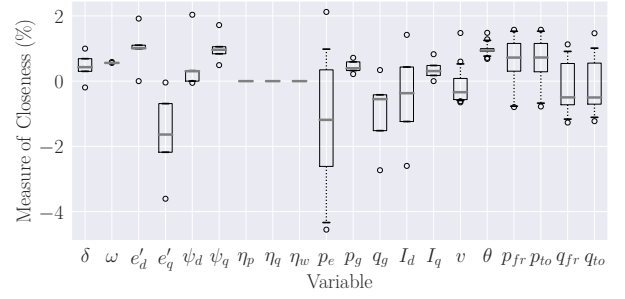 Measure of Closeness (%)
2
0
−2
−4
δ ω e′d e′q ψd ψq ηp ηq ηw pe pg qg Id Iq v θ pfr pto qfr qto
Variable